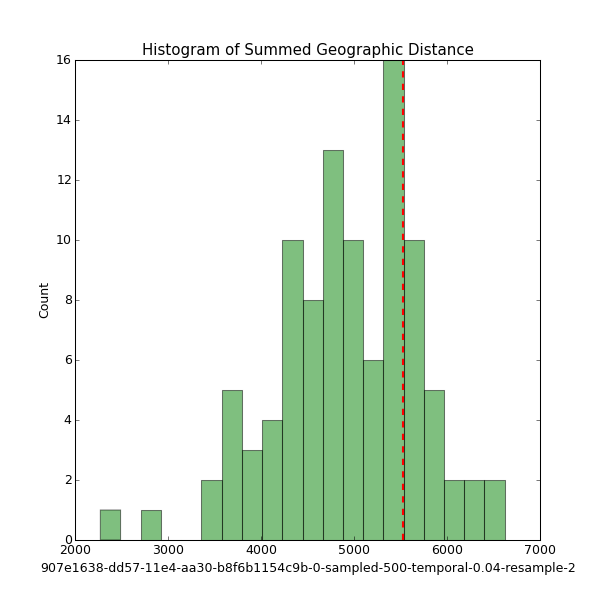 Histogram of Summed Geographic Distance
16
14
12
10
8
6
4
2
0
Count
2000 3000 4000 5000 6000 7000
907e1638-dd57-11e4-aa30-b8f6b1154c9b-0-sampled-500-temporal-0.04-resample-2